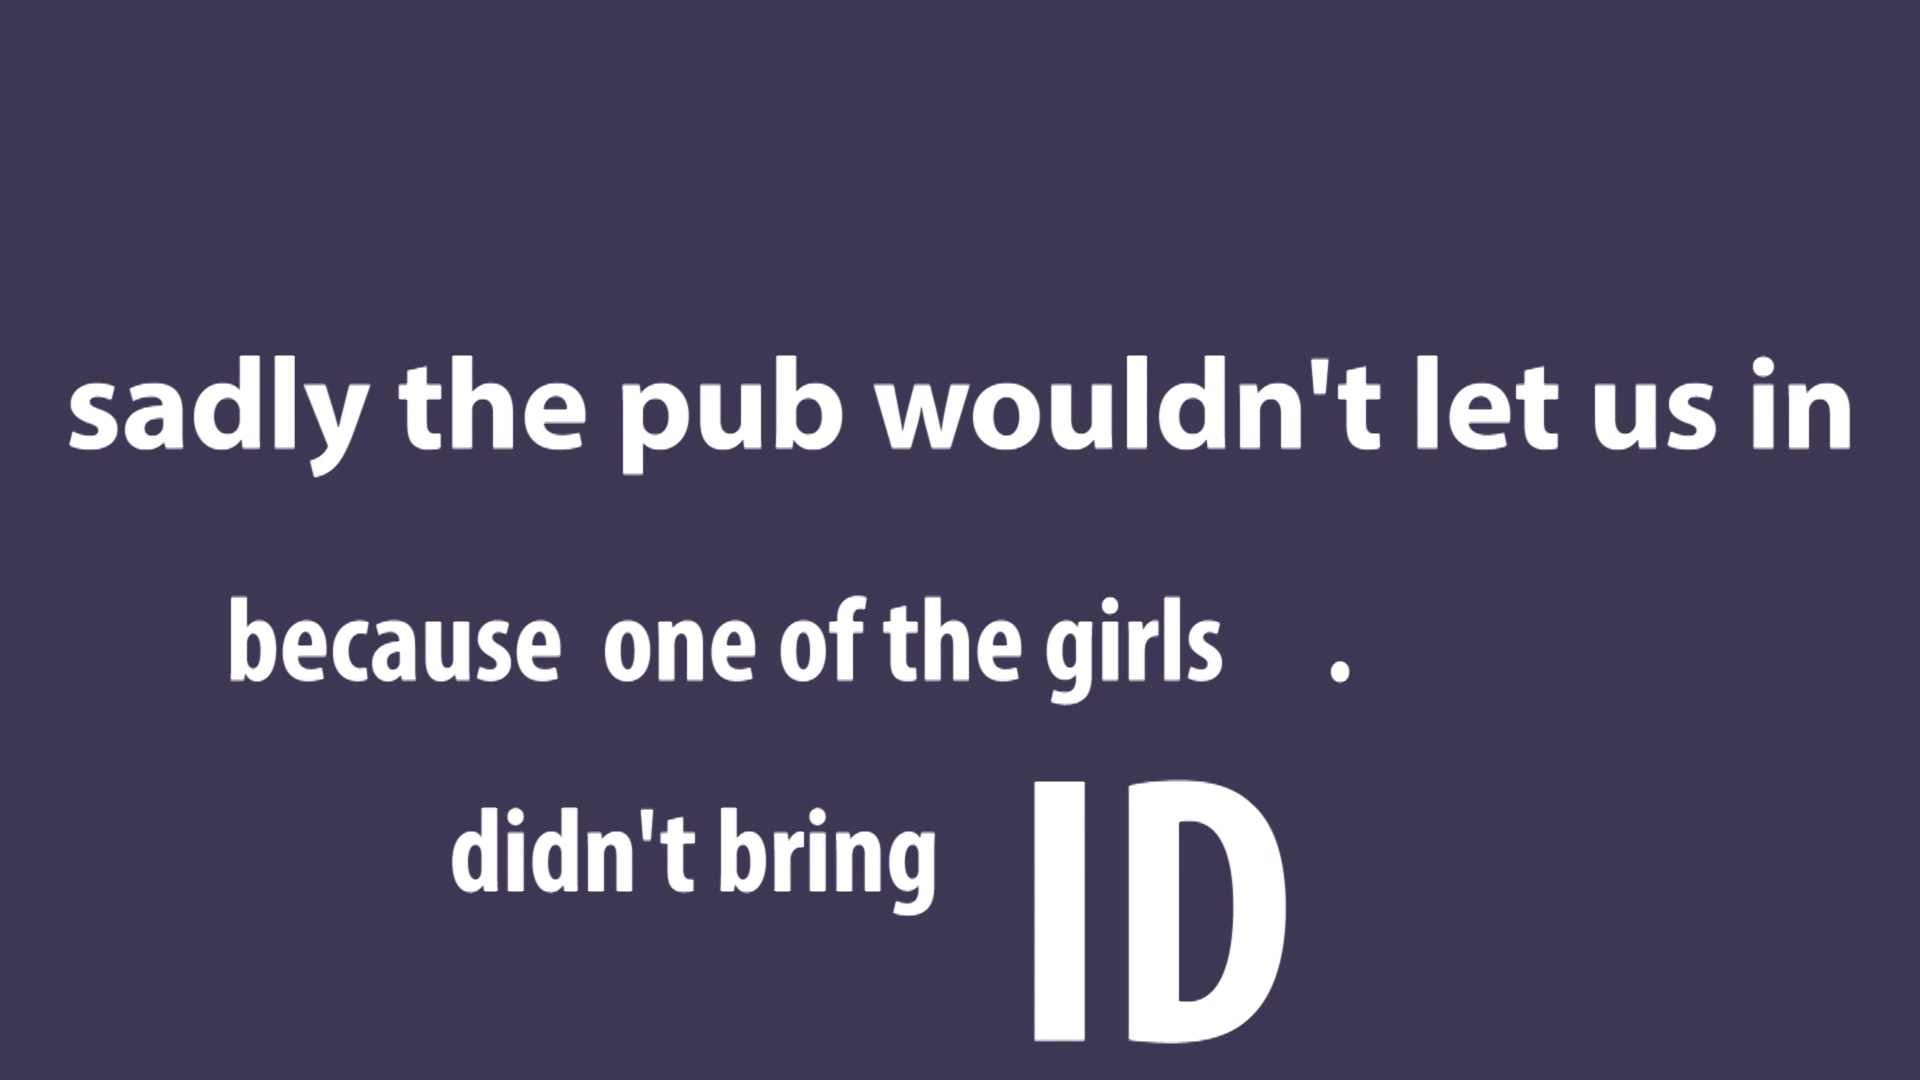 sadly the pub wouldn't let us in
because one of the girls .
didn't bring ID